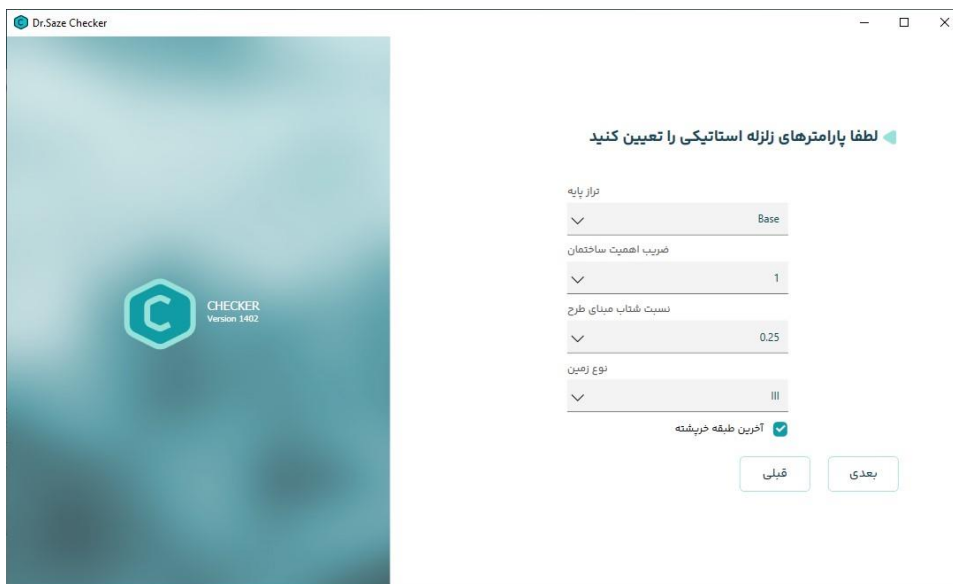 Dr.Saze Checker
CHECKER
Version 1402
لطفا پارامترهای زلزله استاتیکی را تعیین کنید
تراز پایه
Base
ضریب اهمیت ساختمان
1
نسبت شتاب مبنای طرح
0.25
نوع زمین
III
آخرین طبقه خرپشته
بعدی
قبلی